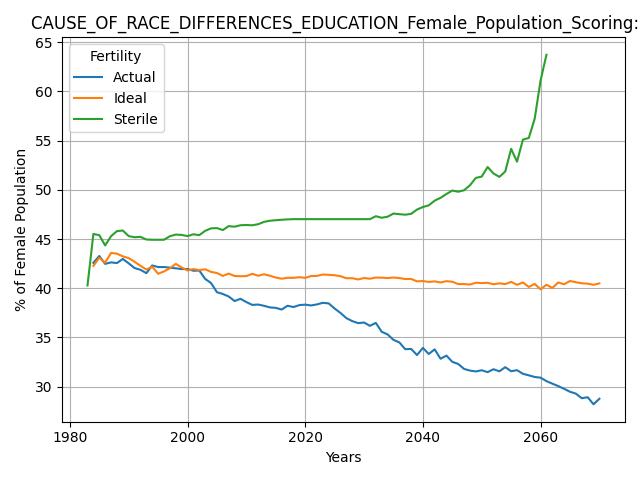 CAUSE_OF_RACE_DIFFERENCES_EDUCATION_Female_Population_Scoring:
65
60
55
50
45
40
35
30
% of Female Population
Fertility
Actual
Ideal
Sterile
1980
2000
2020
2040
2060
Years